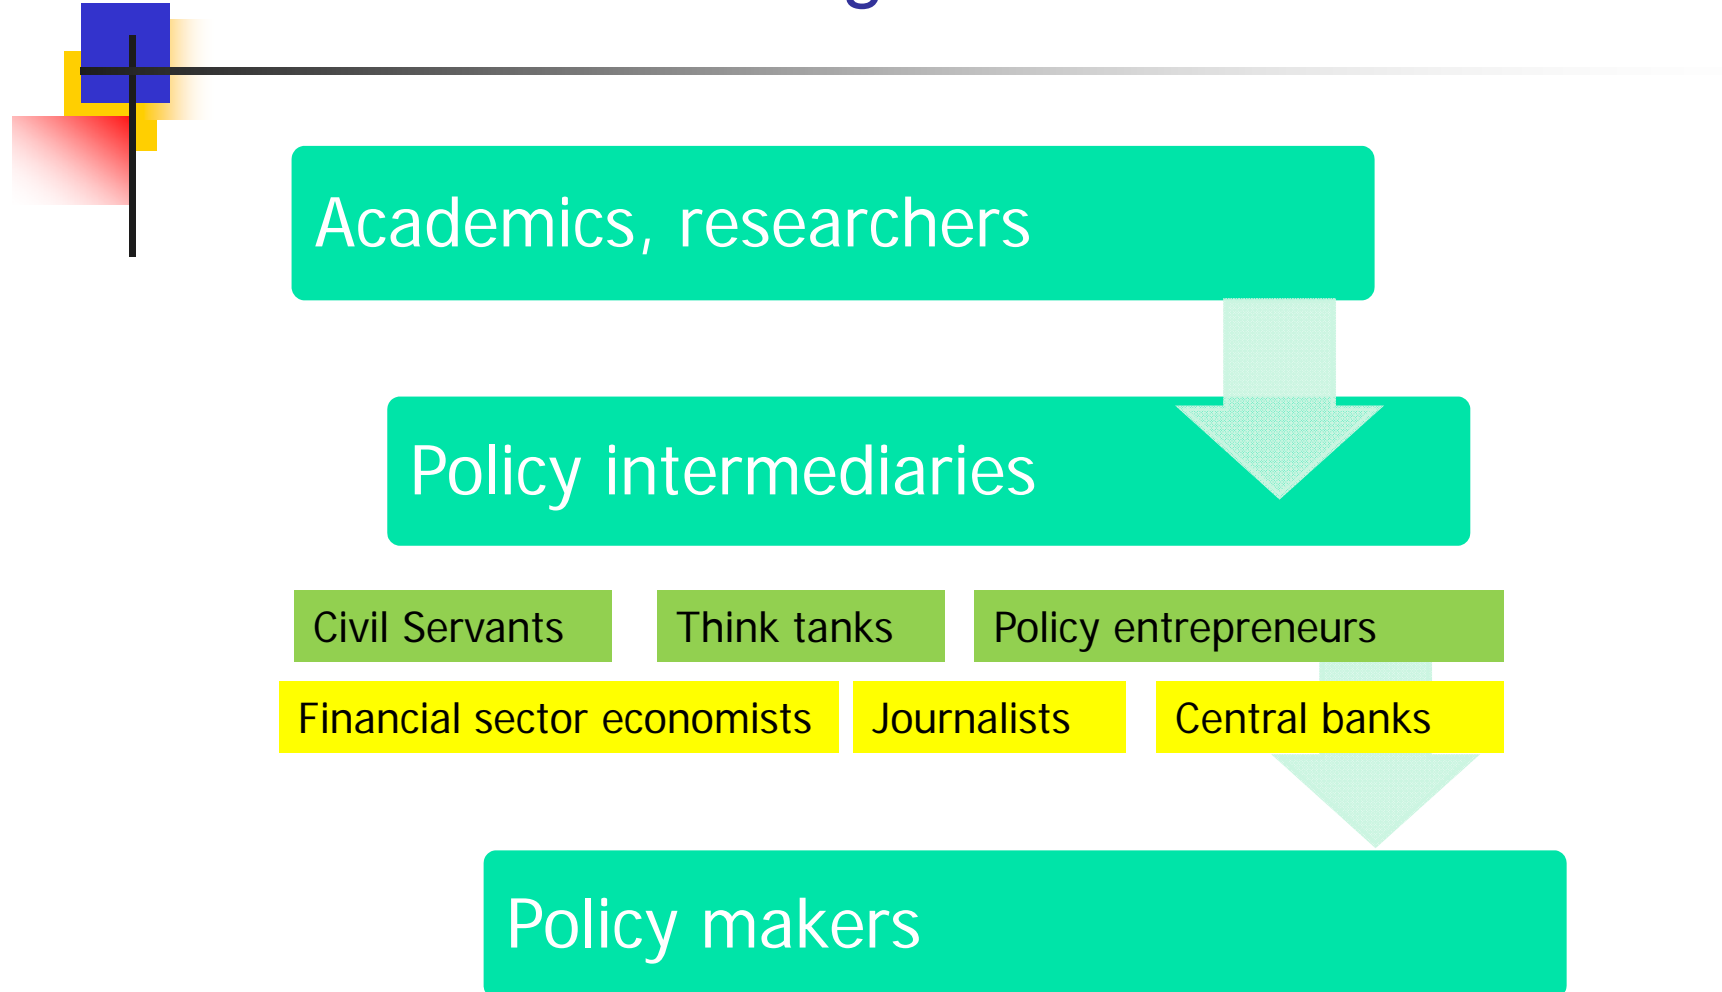 Academics, researchers
Policy intermediaries
Civil Servants Think tanks Policy entrepreneurs
Financial sector economists Journalists Central banks
Policy makers